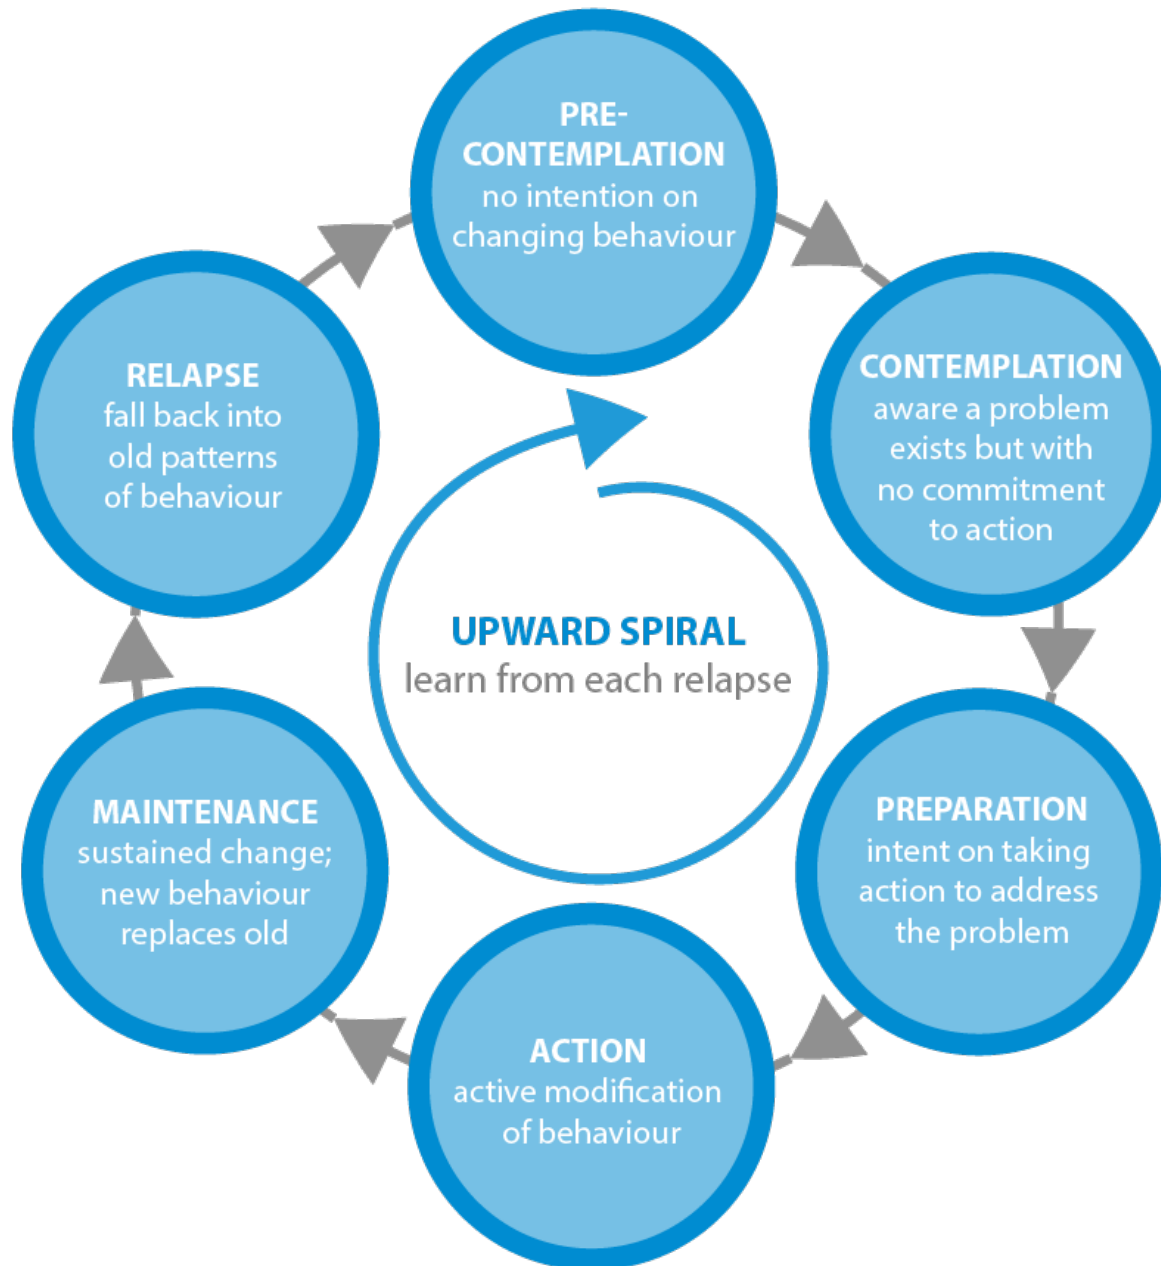 PRE-
CONTEMPLATION
no intention on
changing behaviour
CONTEMPLATION
aware a problem
exists but with
no commitment
to action
PREPARATION
intent on taking
action to address
the problem
ACTION
active modification
of behaviour
MAINTENANCE
sustained change;
new behaviour
replaces old
RELAPSE
fall back into
old patterns
of behaviour
UPWARD SPIRAL
learn from each relapse